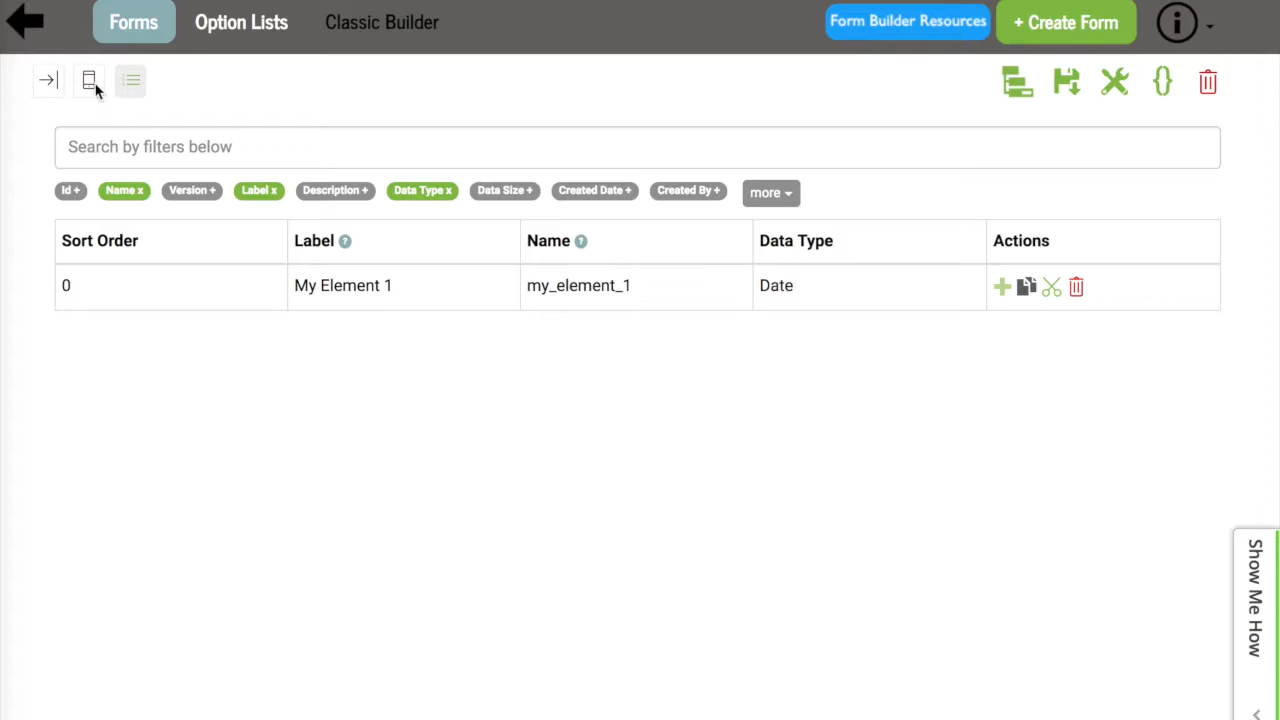 Forms Option Lists Classic Builder Form Builder Resources + Create Form
Search by filters below
Id + Name x Version + Label x Description + Data Type x Data Size + Created Date + Created By + more
Sort Order Label ? Name ? Data Type Actions
0 My Element 1 my_element_1 Date
Show Me How